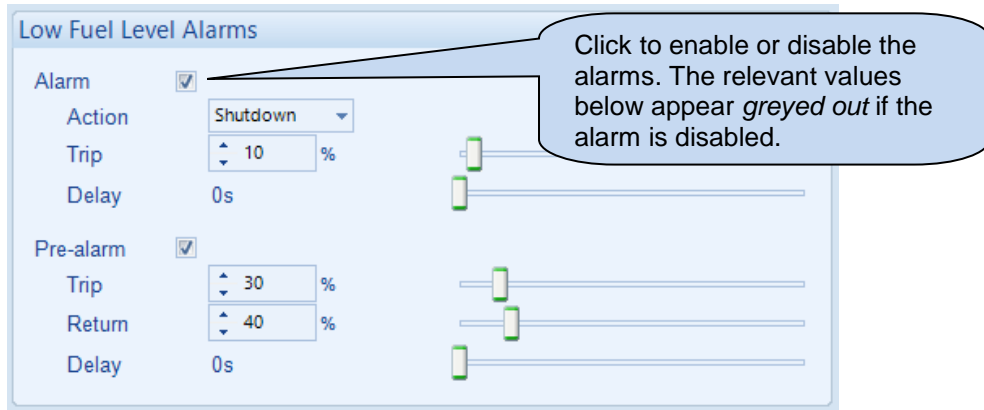 Low Fuel Level Alarms
Click to enable or disable the
alarms. The relevant values
below appear greyed out if the
alarm is disabled.
Alarm
Action Shutdown
Trip 10 %
Delay 0s
Pre-alarm
Trip 30 %
Return 40 %
Delay 0s